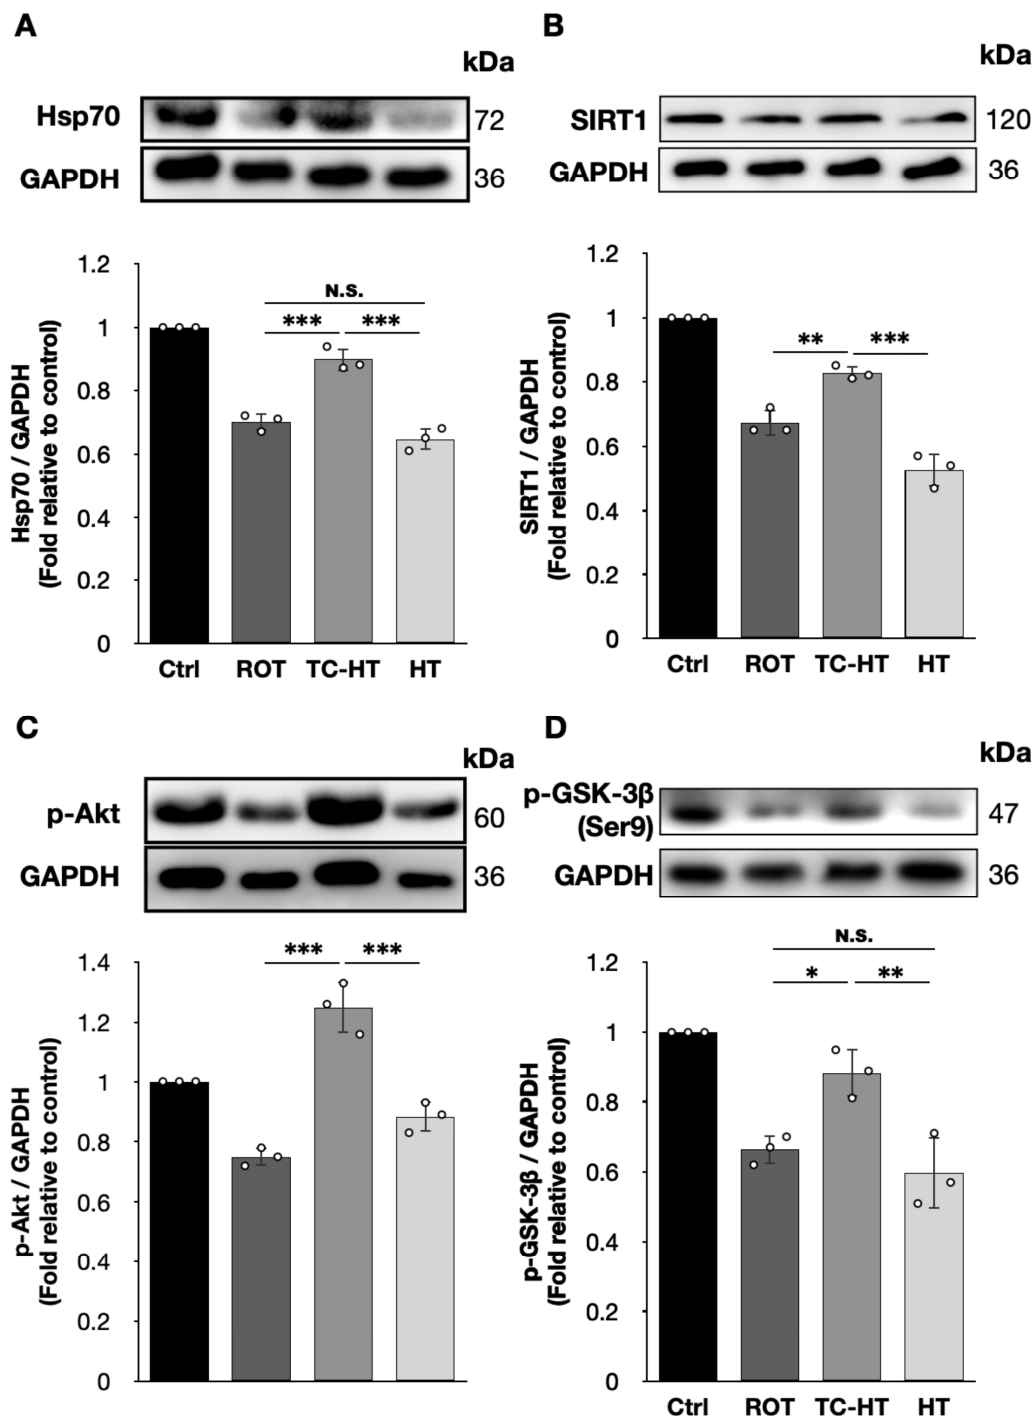 A
kDa
Hsp70
72
GAPDH
36
Hsp70 / GAPDH
(Fold relative to control)
1.2
1
0.8
0.6
0.4
0.2
0
N.S.
*** ***
Ctrl ROT TC-HT HT
B
kDa
SIRT1
120
GAPDH
36
SIRT1 / GAPDH
(Fold relative to control)
1.2
1
0.8
0.6
0.4
0.2
0
** ***
Ctrl ROT TC-HT HT
C
kDa
p-Akt
60
GAPDH
36
p-Akt / GAPDH
(Fold relative to control)
1.4
1.2
1
0.8
0.6
0.4
0.2
0
*** ***
D
kDa
p-GSK-3β
(Ser9)
47
GAPDH
36
p-GSK-3β / GAPDH
(Fold relative to control)
1.2
1
0.8
0.6
0.4
0.2
0
N.S.
* **
Ctrl ROT TC-HT HT